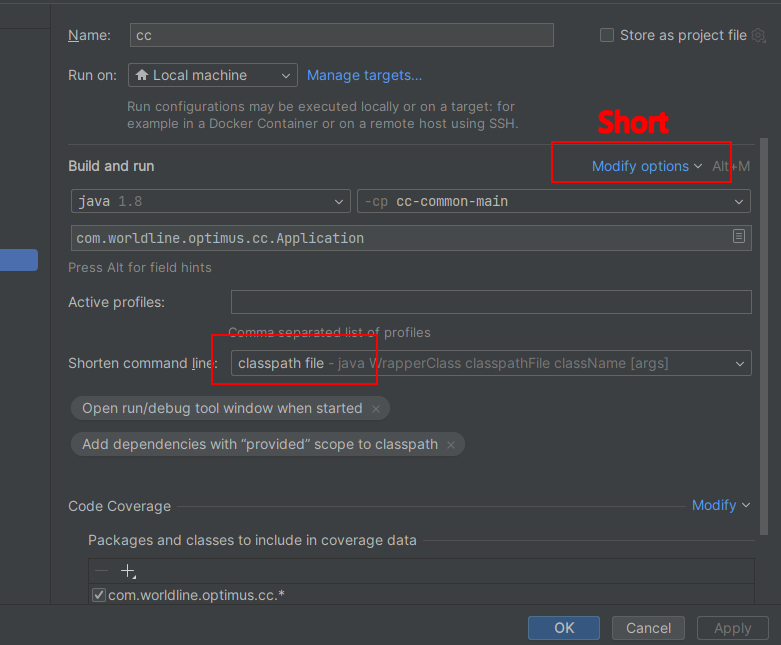 Name: cc Store as project file
Run on: Local machine Manage targets...
Run configurations may be executed locally or on a target: for
example in a Docker Container or on a remote host using SSH.
Short
Build and run Modify options Alt+M
java 1.8 -cp cc-common-main
com.worldline.optimus.cc.Application
Press Alt for field hints
Active profiles:
Comma separated list of profiles
Shorten command line: classpath file - java WrapperClass classpathFile className [args]
Open run/debug tool window when started ×
Add dependencies with “provided” scope to classpath ×
Code Coverage Modify
Packages and classes to include in coverage data
com.worldline.optimus.cc.*
OK Cancel Apply